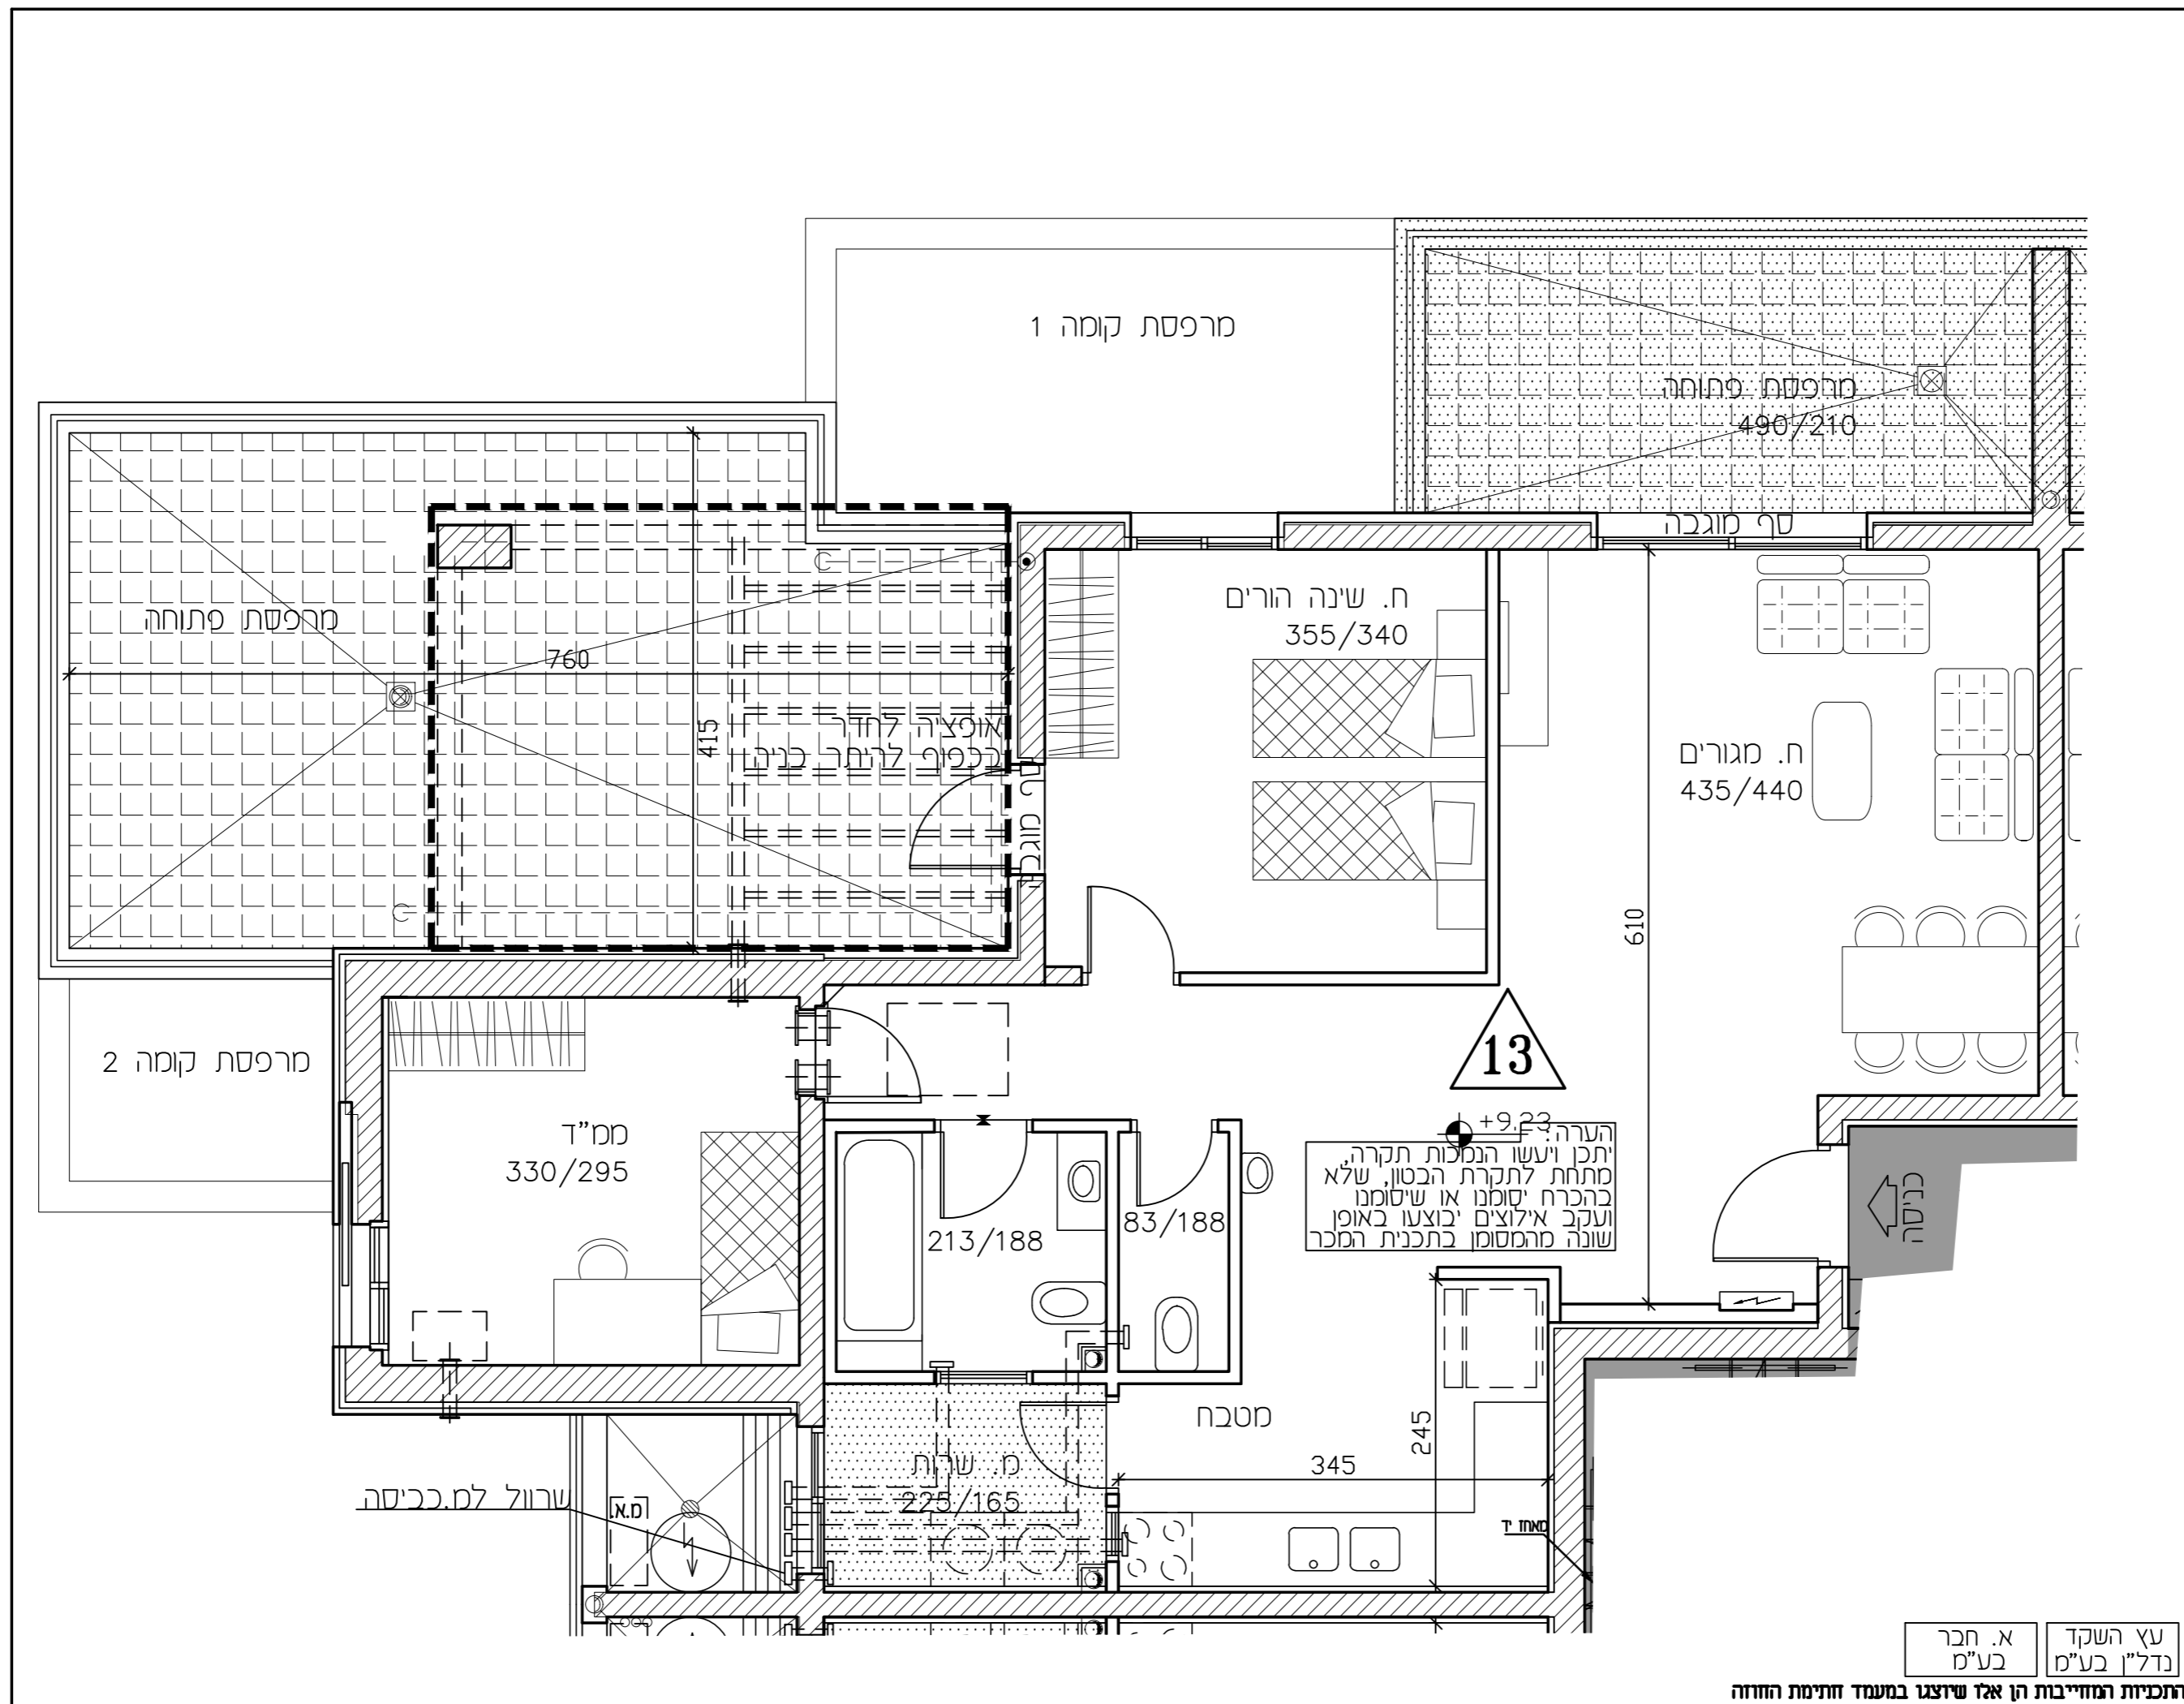 מרפסת קומה 1
מרפסת פתוחה
490/210
סף מוגבה
מרפסת פתוחה
760
415
אופציה לחדר
בכפוף להיתר בניה
סף מוגבה
ח. שינה הורים
355/340
ח. מגורים
435/440
610
מרפסת קומה 2
ממ"ד
330/295
13
+9.23
הערה:
יתכן ויעשו הנמכות תקרה,
מתחת לתקרת הבטון, שלא
בהכרח יסומנו או שיסומנו
ועקב אילוצים יבוצעו באופן
שונה מהמסומן בתכנית המכר
כניסה
213/188
83/188
מטבח
245
345
מ. שרות
225/165
שרוול למ.כביסה
מ.א.
מאחז יד
עץ השקד
נדל"ן בע"מ
א. חבר
בע"מ
התכניות המחייבות הן אלו שיוצגו במעמד חתימת החוזה